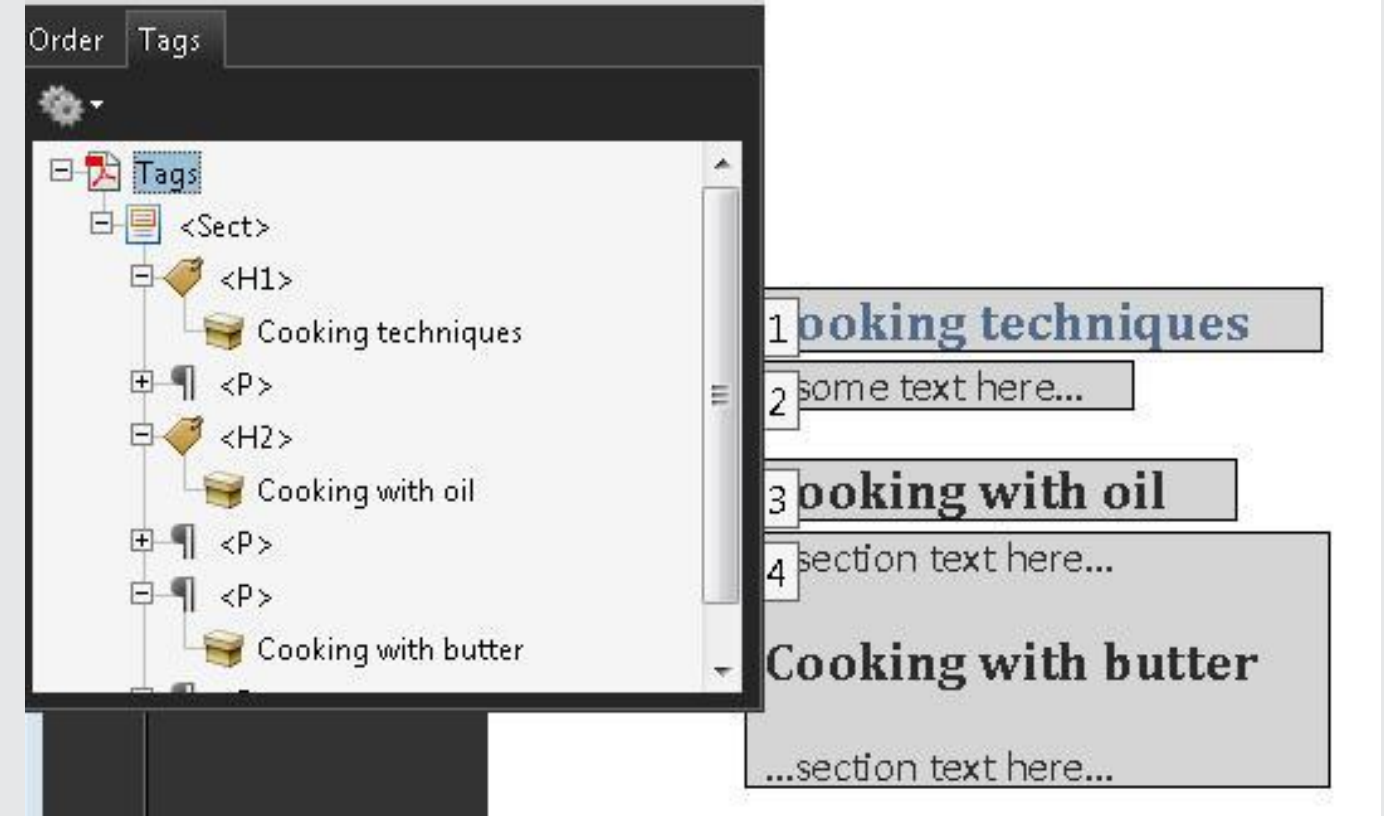 Order Tags
Tags
<Sect>
<H1>
Cooking techniques
<P>
<H2>
Cooking with oil
<P>
<P>
Cooking with butter
1 ooking techniques
2 some text here...
3 ooking with oil
4 section text here...
Cooking with butter
...section text here...